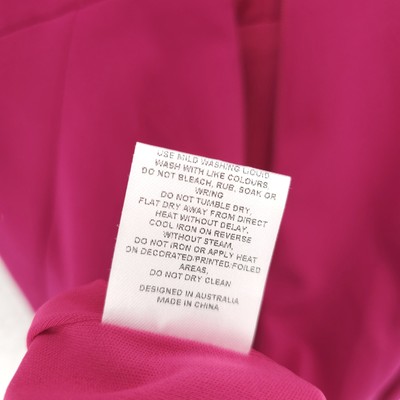 USE MILD WASHING LIQUID
WASH WITH LIKE COLOURS
DO NOT BLEACH, RUB, SOAK OR
WRING
DO NOT TUMBLE DRY.
FLAT DRY AWAY FROM DIRECT
HEAT WITHOUT DELAY.
COOL IRON ON REVERSE
WITHOUT STEAM,
DO NOT IRON OR APPLY HEAT
ON DECORATED/PRINTED/FOILED
AREAS,
DO NOT DRY CLEAN
DESIGNED IN AUSTRALIA
MADE IN CHINA